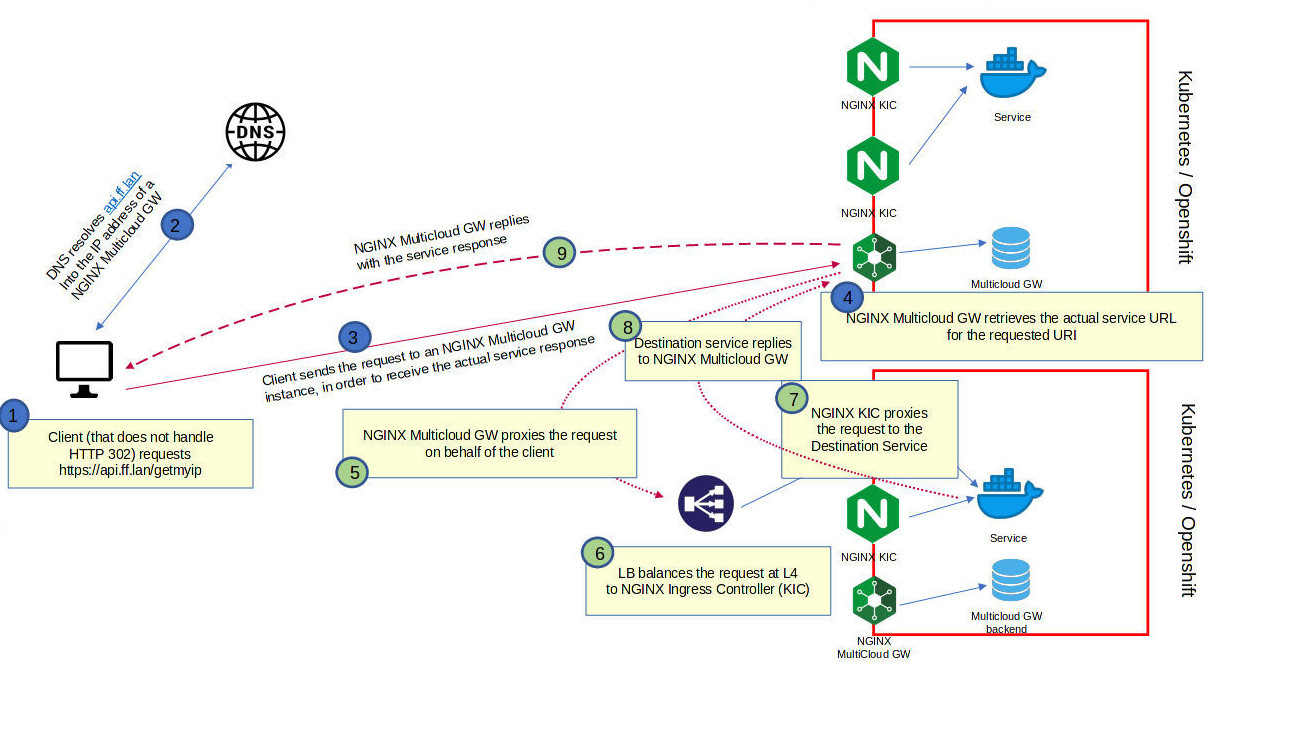 DNS
DNS resolves api.ff.lan
Into the IP address of a
NGINX Multicloud GW
2
NGINX Multicloud GW replies
with the service response
9
3
Client sends the request to an NGINX Multicloud GW
instance, in order to receive the actual service response
1
Client (that does not handle
HTTP 302) requests
https://api.ff.lan/getmyip
N
NGINX KIC
Service
N
NGINX KIC
Multicloud GW
Kubernetes / Openshift
4
NGINX Multicloud GW retrieves the actual service URL
for the requested URI
8
Destination service replies
to NGINX Multicloud GW
7
NGINX KIC proxies
the request to the
Destination Service
NGINX Multicloud GW proxies the request
on behalf of the client
5
6
LB balances the request at L4
to NGINX Ingress Controller (KIC)
N
NGINX KIC
Service
Multicloud GW
backend
NGINX
MultiCloud GW
Kubernetes / Openshift